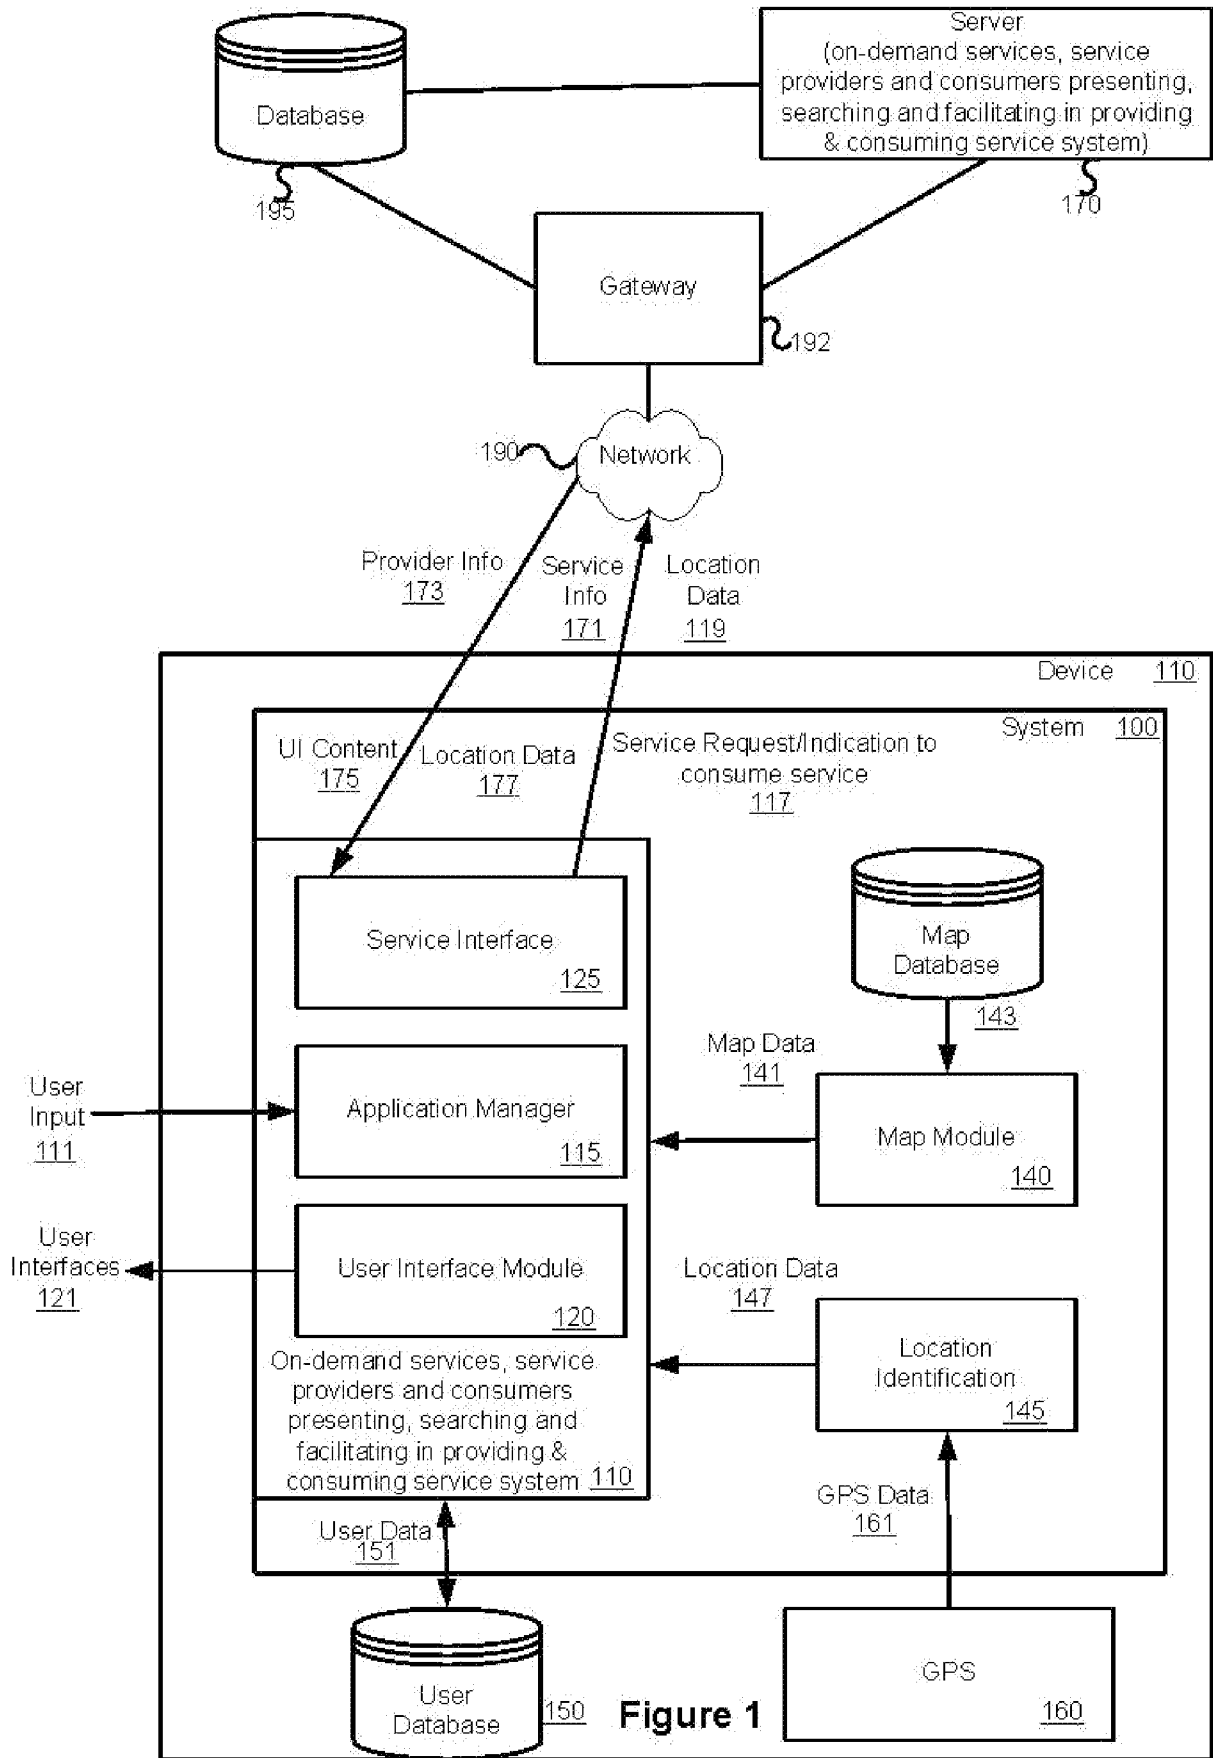 Server
(on-demand services, service
providers and consumers presenting,
searching and facilitating in providing
& consuming service system)
170
Database
195
Gateway
192
190
Network
Provider Info
173
Service
Info
171
Location
Data
119
Device 110
System 100
UI Content
175
Location Data
177
Service Request/Indication to
consume service
117
Service Interface
125
Map
Database
143
Map Data
141
User
Input
111
Application Manager
115
Map Module
140
User
Interfaces
121
User Interface Module
120
Location Data
147
Location
Identification
145
On-demand services, service
providers and consumers
presenting, searching and
facilitating in providing &
consuming service system 110
GPS Data
161
User Data
151
User
Database
150
Figure 1
GPS
160